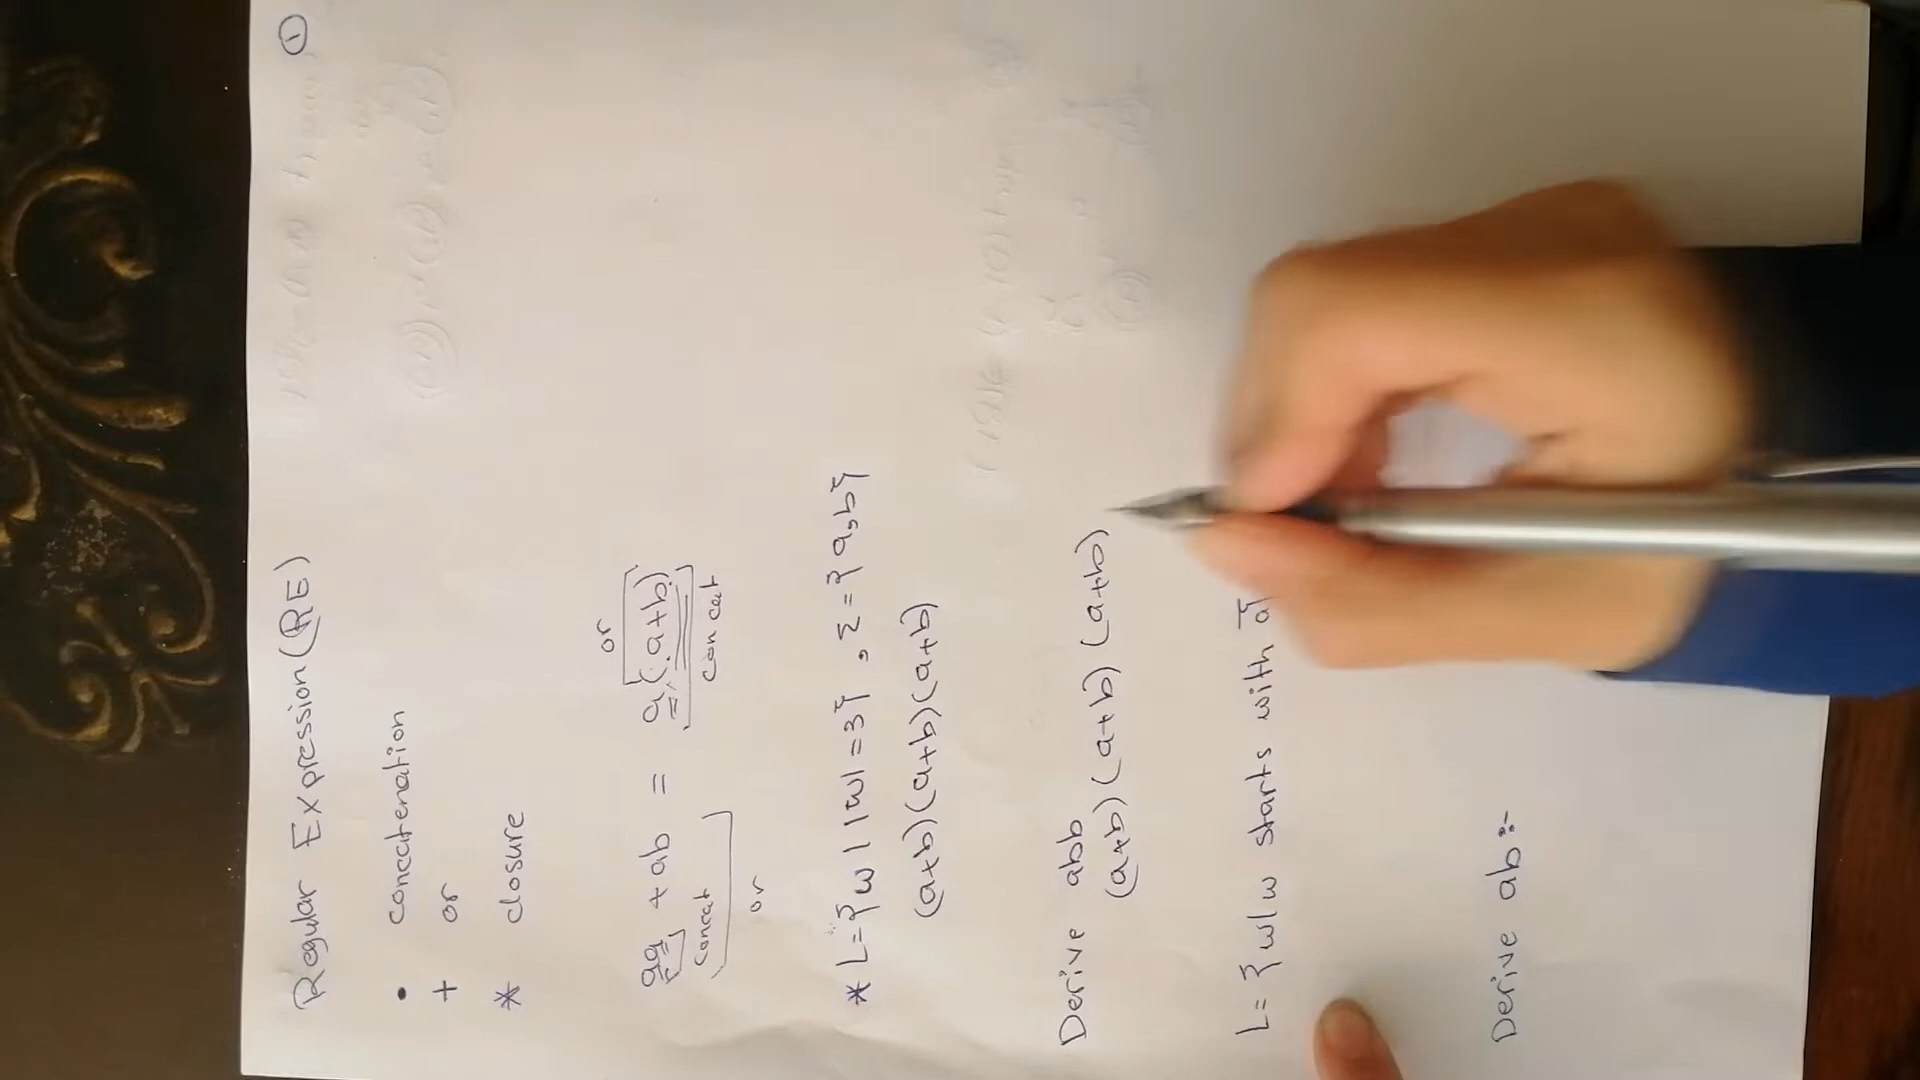 ①
Regular Expression (RE)
• concatenation
+ or
* closure
or
aa + ab = a(a+b)
concat
concat
or
* L={w | |w|=3} , Σ={a,b}
(a+b)(a+b)(a+b)
Derive abb
(a+b)(a+b)(a+b)
L={w|w starts with a}
Derive ab:-